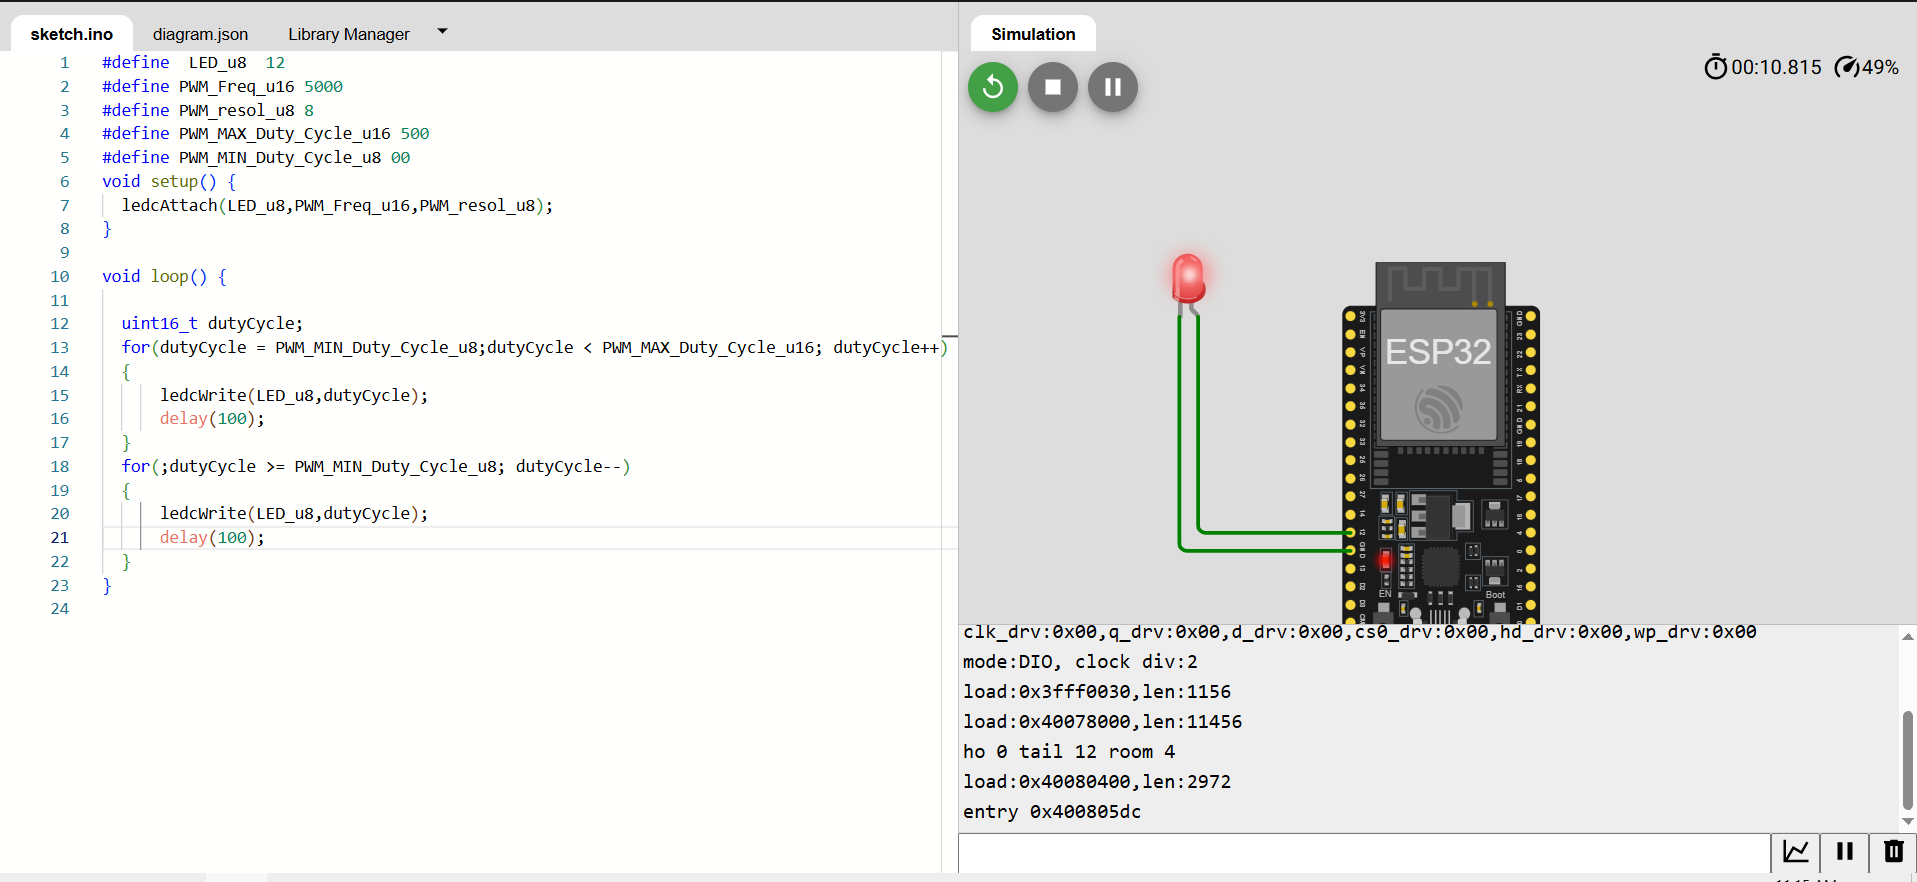 sketch.ino diagram.json Library Manager
1 #define  LED_u8  12
2 #define PWM_Freq_u16 5000
3 #define PWM_resol_u8 8
4 #define PWM_MAX_Duty_Cycle_u16 500
5 #define PWM_MIN_Duty_Cycle_u8 00
6 void setup() {
7   ledcAttach(LED_u8,PWM_Freq_u16,PWM_resol_u8);
8 }
9
10 void loop() {
11
12   uint16_t dutyCycle;
13   for(dutyCycle = PWM_MIN_Duty_Cycle_u8;dutyCycle < PWM_MAX_Duty_Cycle_u16; dutyCycle++)
14   {
15       ledcWrite(LED_u8,dutyCycle);
16       delay(100);
17   }
18   for(;dutyCycle >= PWM_MIN_Duty_Cycle_u8; dutyCycle--)
19   {
20       ledcWrite(LED_u8,dutyCycle);
21       delay(100);
22   }
23 }
24
Simulation
00:10.815 49%
ESP32
EN
Boot
clk_drv:0x00,q_drv:0x00,d_drv:0x00,cs0_drv:0x00,hd_drv:0x00,wp_drv:0x00
mode:DIO, clock div:2
load:0x3fff0030,len:1156
load:0x40078000,len:11456
ho 0 tail 12 room 4
load:0x40080400,len:2972
entry 0x400805dc